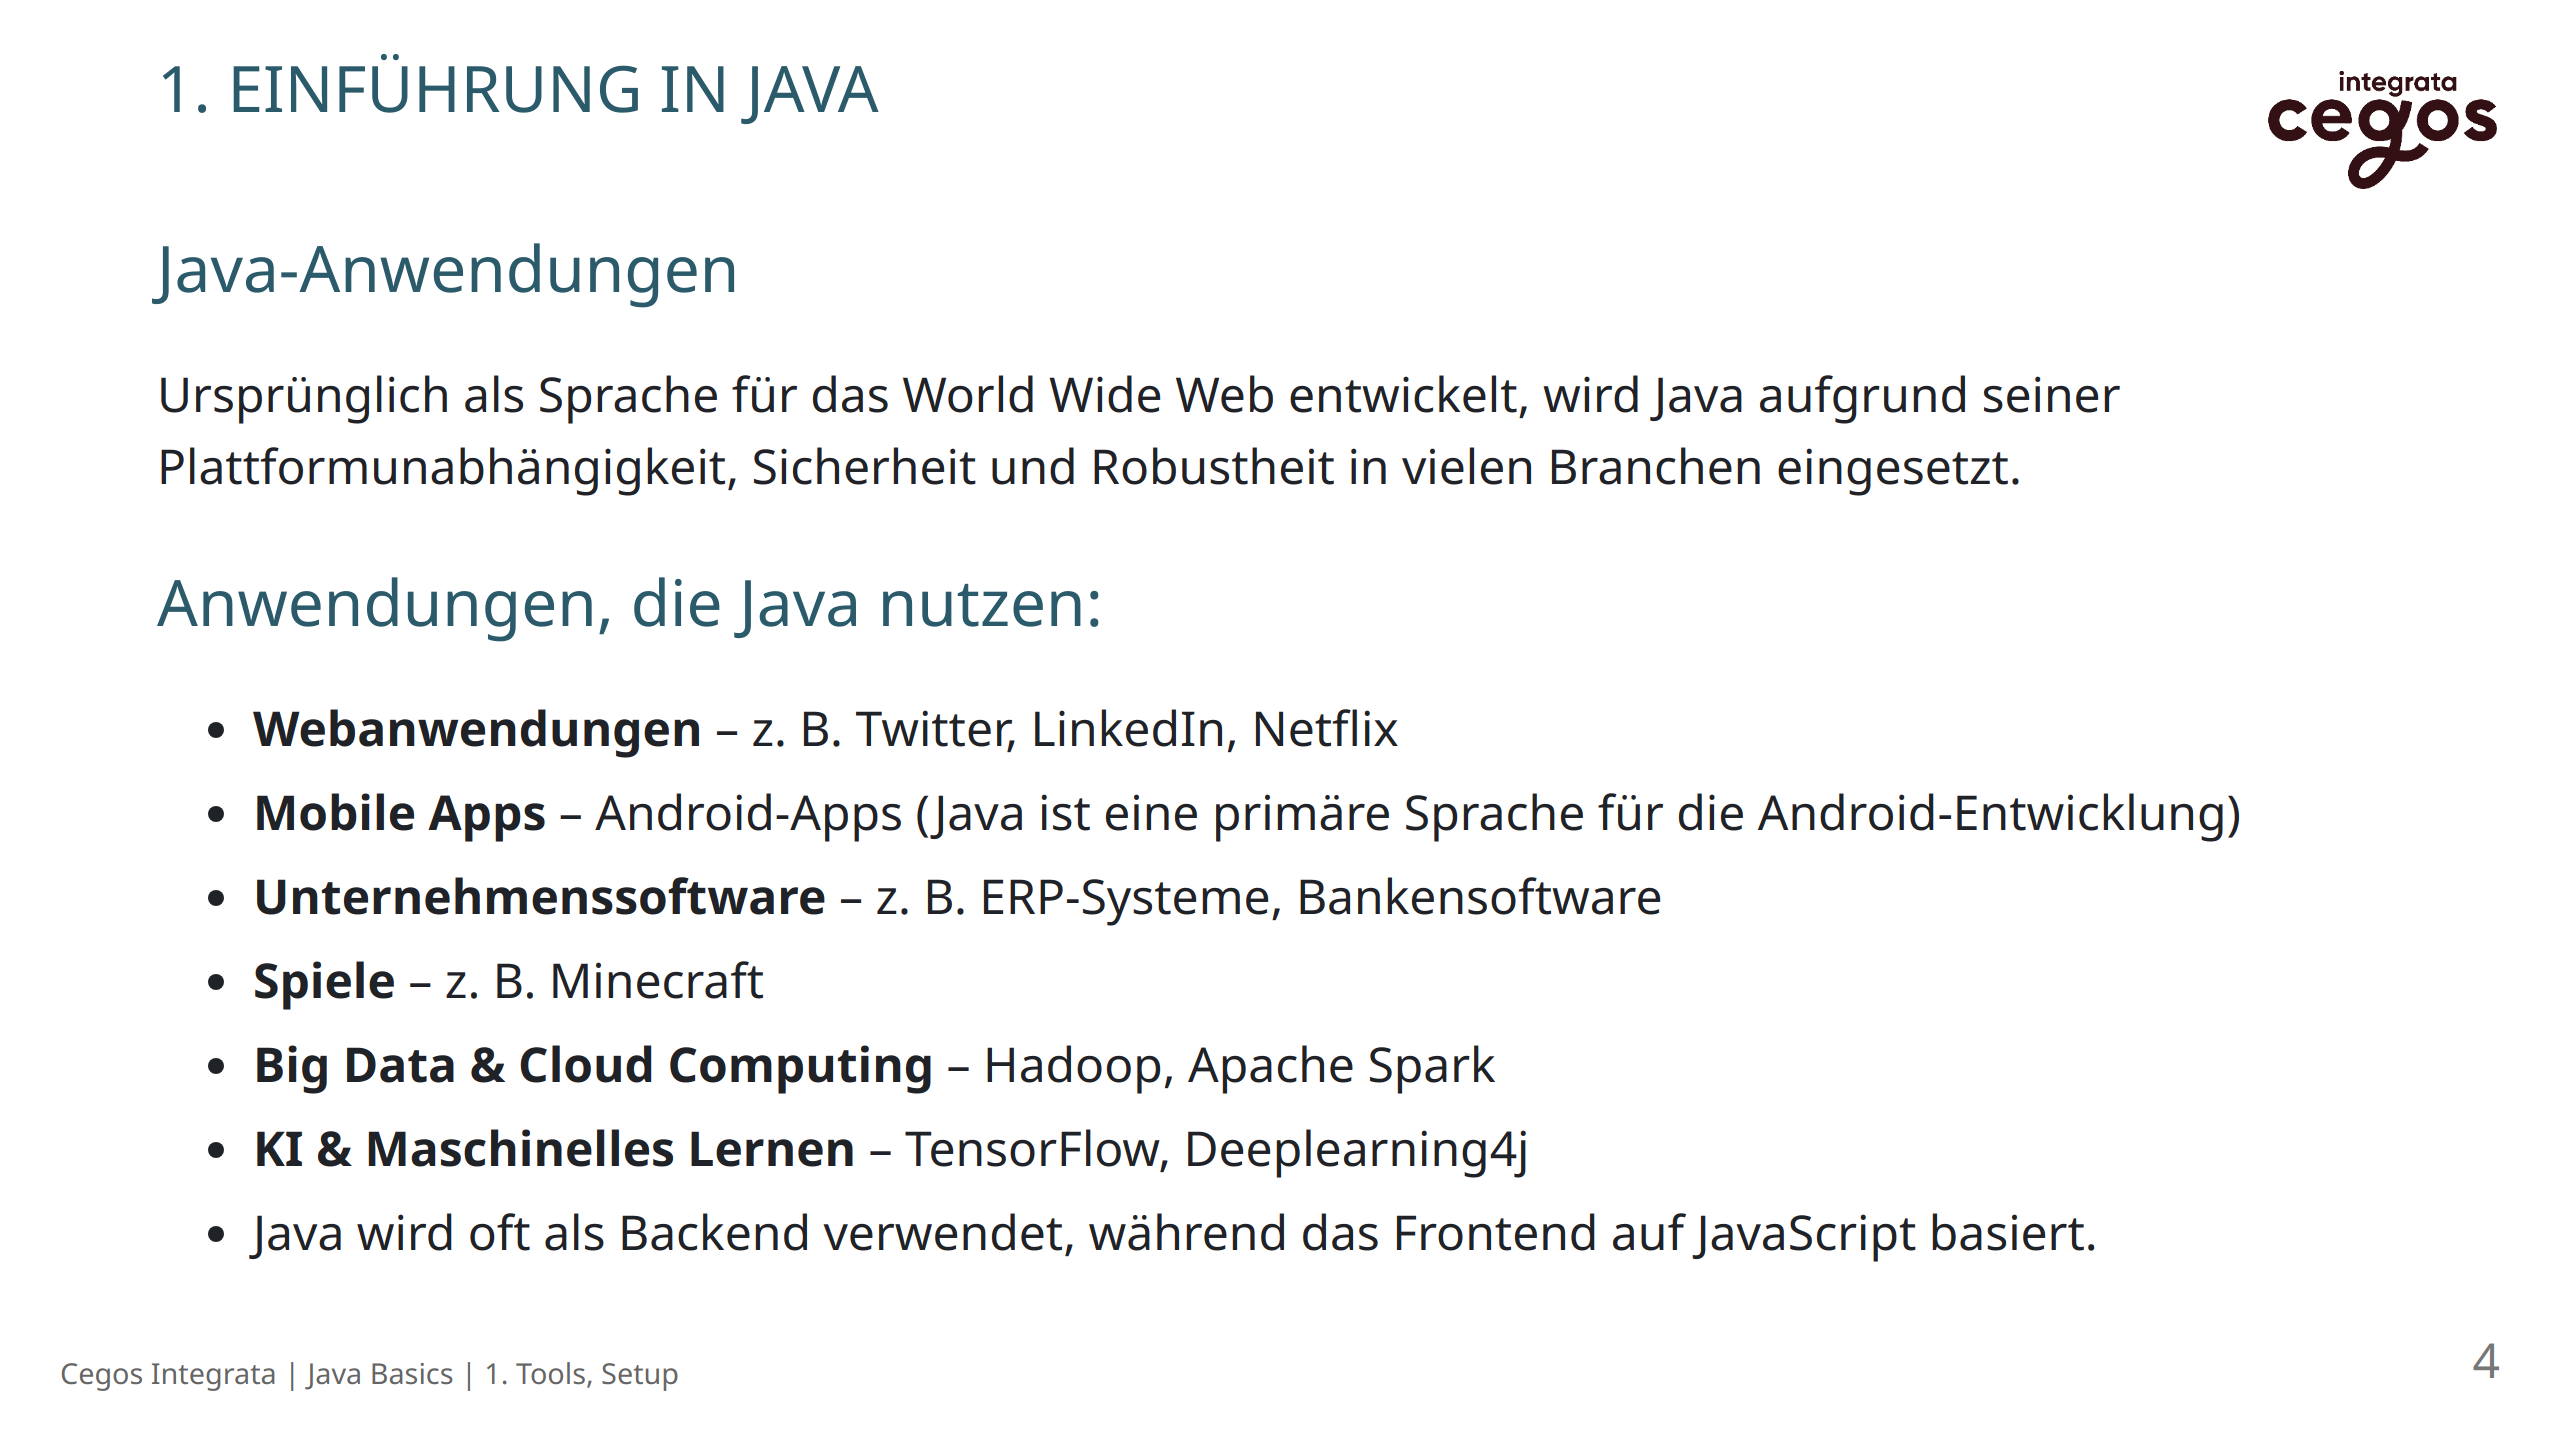 1. EINFÜHRUNG IN JAVA
integrata
cegos
Java-Anwendungen
Ursprünglich als Sprache für das World Wide Web entwickelt, wird Java aufgrund seiner
Plattformunabhängigkeit, Sicherheit und Robustheit in vielen Branchen eingesetzt.
Anwendungen, die Java nutzen:
• Webanwendungen – z. B. Twitter, LinkedIn, Netflix
• Mobile Apps – Android-Apps (Java ist eine primäre Sprache für die Android-Entwicklung)
• Unternehmenssoftware – z. B. ERP-Systeme, Bankensoftware
• Spiele – z. B. Minecraft
• Big Data & Cloud Computing – Hadoop, Apache Spark
• KI & Maschinelles Lernen – TensorFlow, Deeplearning4j
• Java wird oft als Backend verwendet, während das Frontend auf JavaScript basiert.
Cegos Integrata | Java Basics | 1. Tools, Setup
4